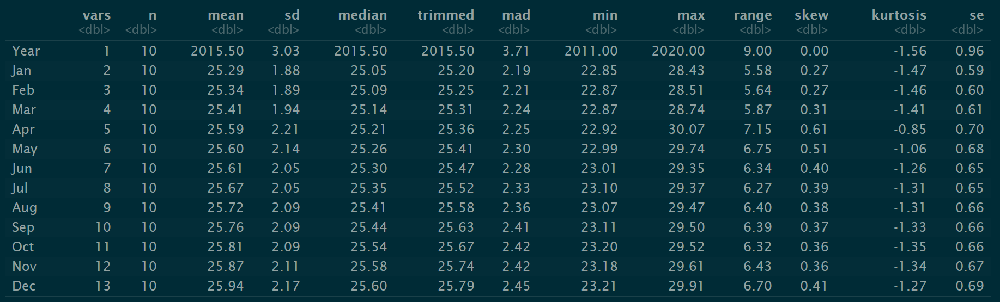 vars n mean sd median trimmed mad min max range skew kurtosis se
<dbl> <dbl> <dbl> <dbl> <dbl> <dbl> <dbl> <dbl> <dbl> <dbl> <dbl> <dbl> <dbl>
Year 1 10 2015.50 3.03 2015.50 2015.50 3.71 2011.00 2020.00 9.00 0.00 -1.56 0.96
Jan 2 10 25.29 1.88 25.05 25.20 2.19 22.85 28.43 5.58 0.27 -1.47 0.59
Feb 3 10 25.34 1.89 25.09 25.25 2.21 22.87 28.51 5.64 0.27 -1.46 0.60
Mar 4 10 25.41 1.94 25.14 25.31 2.24 22.87 28.74 5.87 0.31 -1.41 0.61
Apr 5 10 25.59 2.21 25.21 25.36 2.25 22.92 30.07 7.15 0.61 -0.85 0.70
May 6 10 25.60 2.14 25.26 25.41 2.30 22.99 29.74 6.75 0.51 -1.06 0.68
Jun 7 10 25.61 2.05 25.30 25.47 2.28 23.01 29.35 6.34 0.40 -1.26 0.65
Jul 8 10 25.67 2.05 25.35 25.52 2.33 23.10 29.37 6.27 0.39 -1.31 0.65
Aug 9 10 25.72 2.09 25.41 25.58 2.36 23.07 29.47 6.40 0.38 -1.31 0.66
Sep 10 10 25.76 2.09 25.44 25.63 2.41 23.11 29.50 6.39 0.37 -1.33 0.66
Oct 11 10 25.81 2.09 25.54 25.67 2.42 23.20 29.52 6.32 0.36 -1.35 0.66
Nov 12 10 25.87 2.11 25.58 25.74 2.42 23.18 29.61 6.43 0.36 -1.34 0.67
Dec 13 10 25.94 2.17 25.60 25.79 2.45 23.21 29.91 6.70 0.41 -1.27 0.69